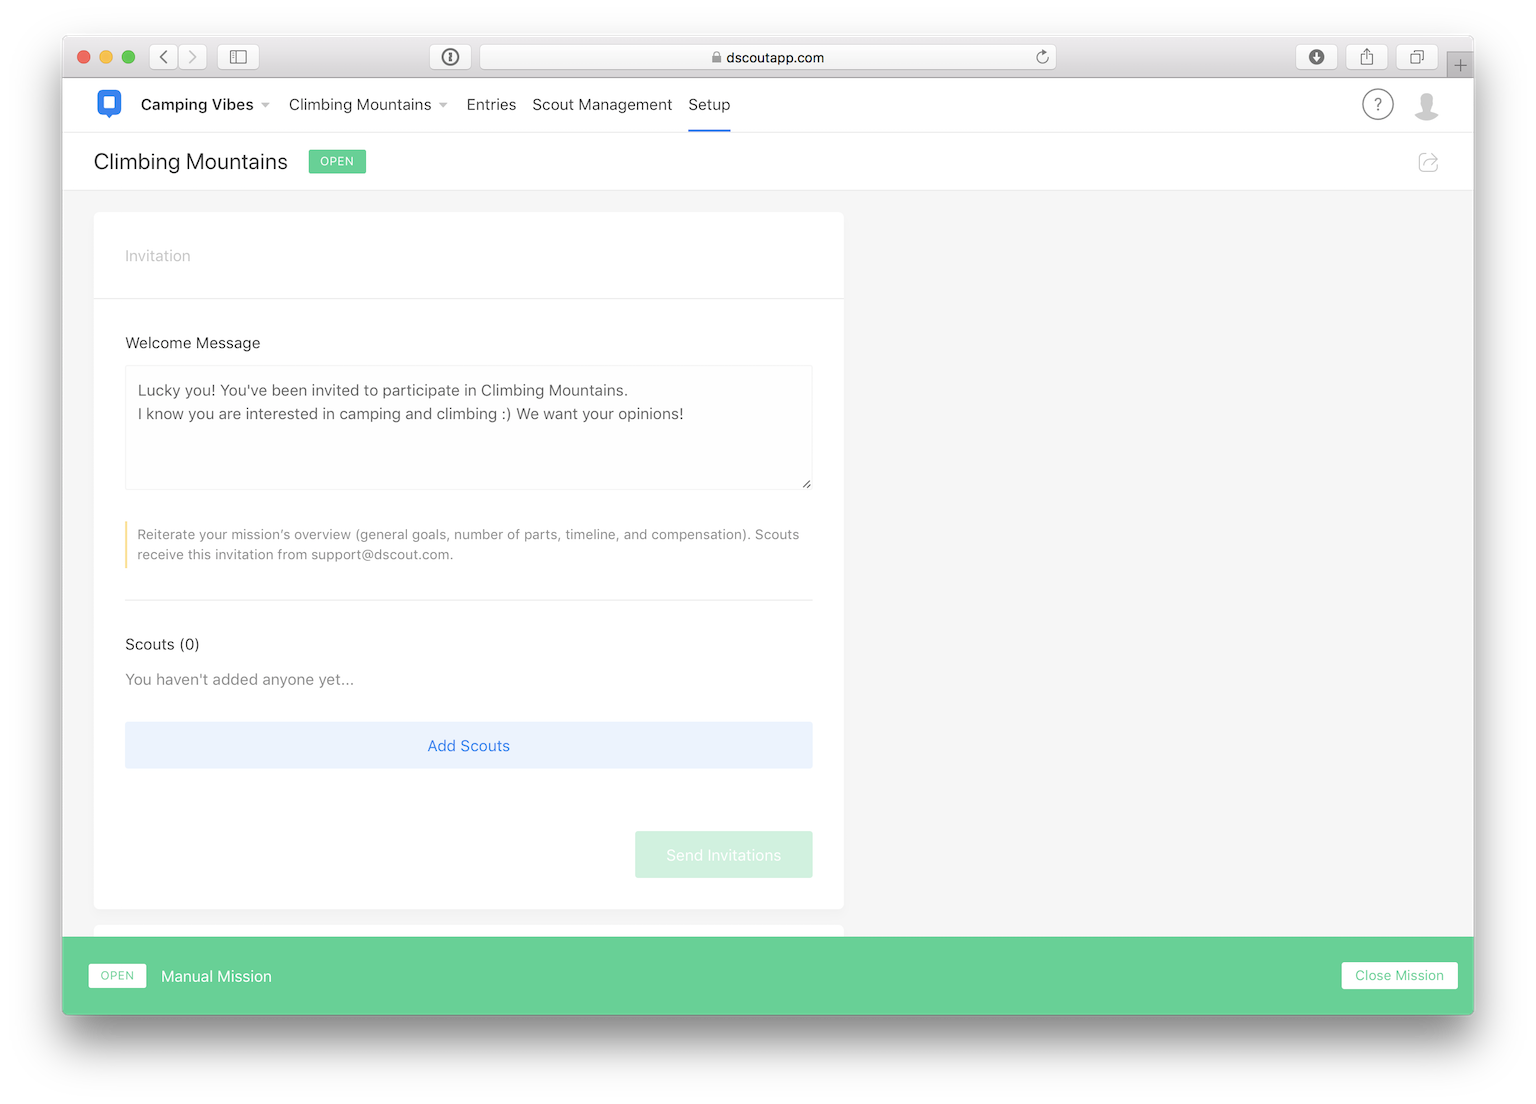 dscoutapp.com
Camping Vibes Climbing Mountains Entries Scout Management Setup ?
Climbing Mountains OPEN
Invitation
Welcome Message
Lucky you! You've been invited to participate in Climbing Mountains.
I know you are interested in camping and climbing :) We want your opinions!
Reiterate your mission’s overview (general goals, number of parts, timeline, and compensation). Scouts
receive this invitation from support@dscout.com.
Scouts (0)
You haven't added anyone yet...
Add Scouts
Send Invitations
OPEN Manual Mission Close Mission